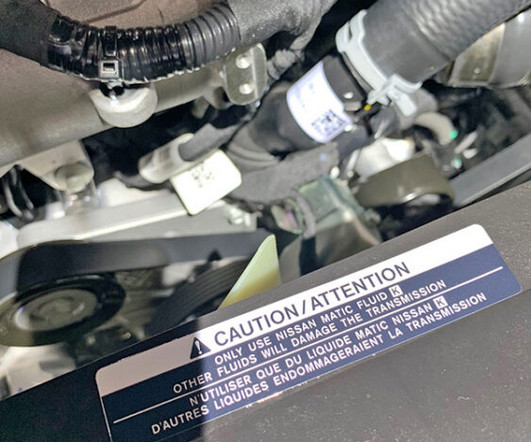 CAUTION/ATTENTION
ONLY USE NISSAN MATIC FLUID K
OTHER FLUIDS WILL DAMAGE THE TRANSMISSION
N'UTILISER QUE DU LIQUIDE MATIC NISSAN K
D'AUTRES LIQUIDES ENDOMMAGERAIENT LA TRANSMISSION